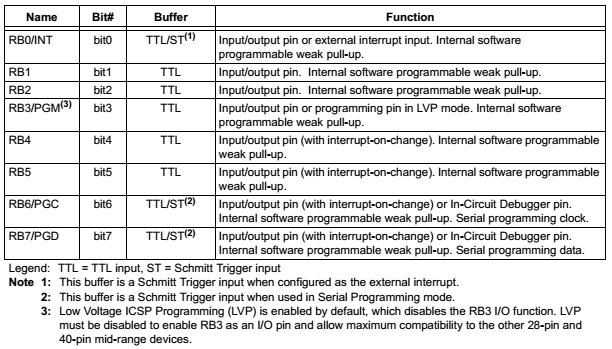 Name Bit# Buffer Function
RB0/INT bit0 TTL/ST(1) Input/output pin or external interrupt input. Internal software
programmable weak pull-up.
RB1 bit1 TTL Input/output pin.  Internal software programmable weak pull-up.
RB2 bit2 TTL Input/output pin.  Internal software programmable weak pull-up.
RB3/PGM(3) bit3 TTL Input/output pin or programming pin in LVP mode. Internal software
programmable weak pull-up.
RB4 bit4 TTL Input/output pin (with interrupt-on-change). Internal software programmable
weak pull-up.
RB5 bit5 TTL Input/output pin (with interrupt-on-change). Internal software programmable
weak pull-up.
RB6/PGC bit6 TTL/ST(2) Input/output pin (with interrupt-on-change) or In-Circuit Debugger pin.
Internal software programmable weak pull-up. Serial programming clock.
RB7/PGD bit7 TTL/ST(2) Input/output pin (with interrupt-on-change) or In-Circuit Debugger pin.
Internal software programmable weak pull-up. Serial programming data.
Legend: TTL = TTL input, ST = Schmitt Trigger input
Note 1: This buffer is a Schmitt Trigger input when configured as the external interrupt.
2: This buffer is a Schmitt Trigger input when used in Serial Programming mode.
3: Low Voltage ICSP Programming (LVP) is enabled by default, which disables the RB3 I/O function. LVP
must be disabled to enable RB3 as an I/O pin and allow maximum compatibility to the other 28-pin and
40-pin mid-range devices.